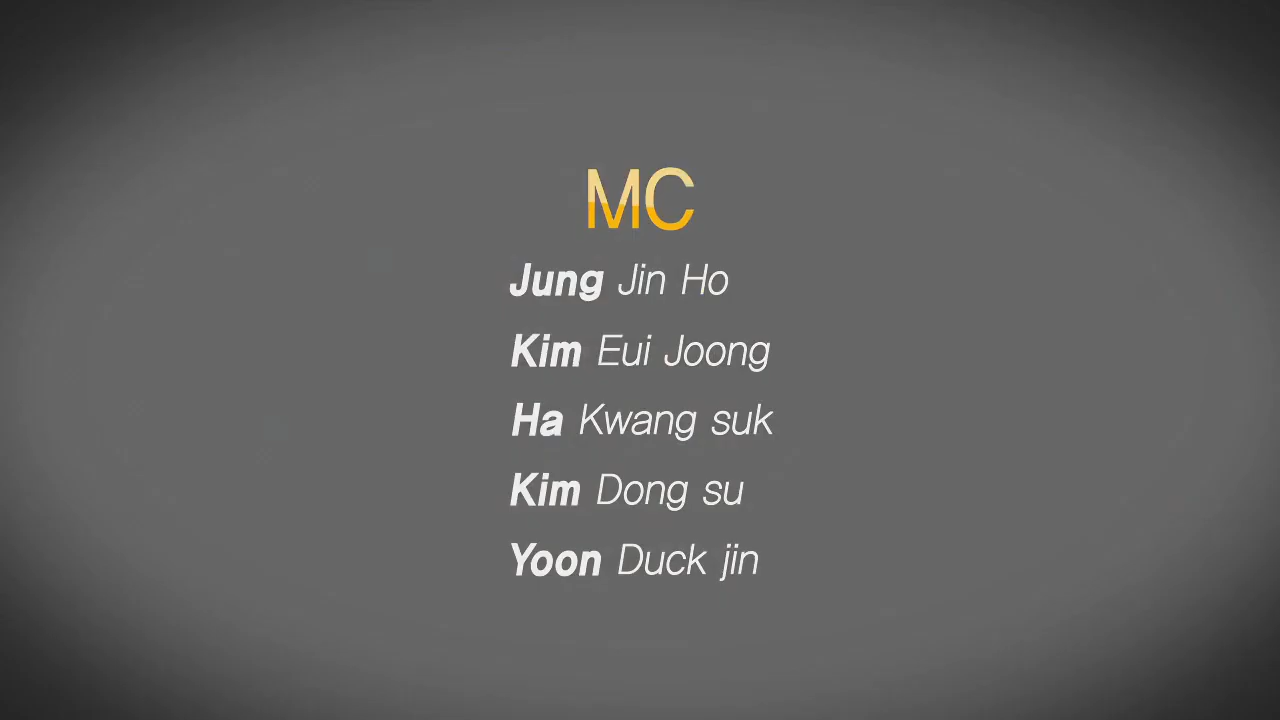 MC
Jung Jin Ho
Kim Eui Joong
Ha Kwang suk
Kim Dong su
Yoon Duck jin